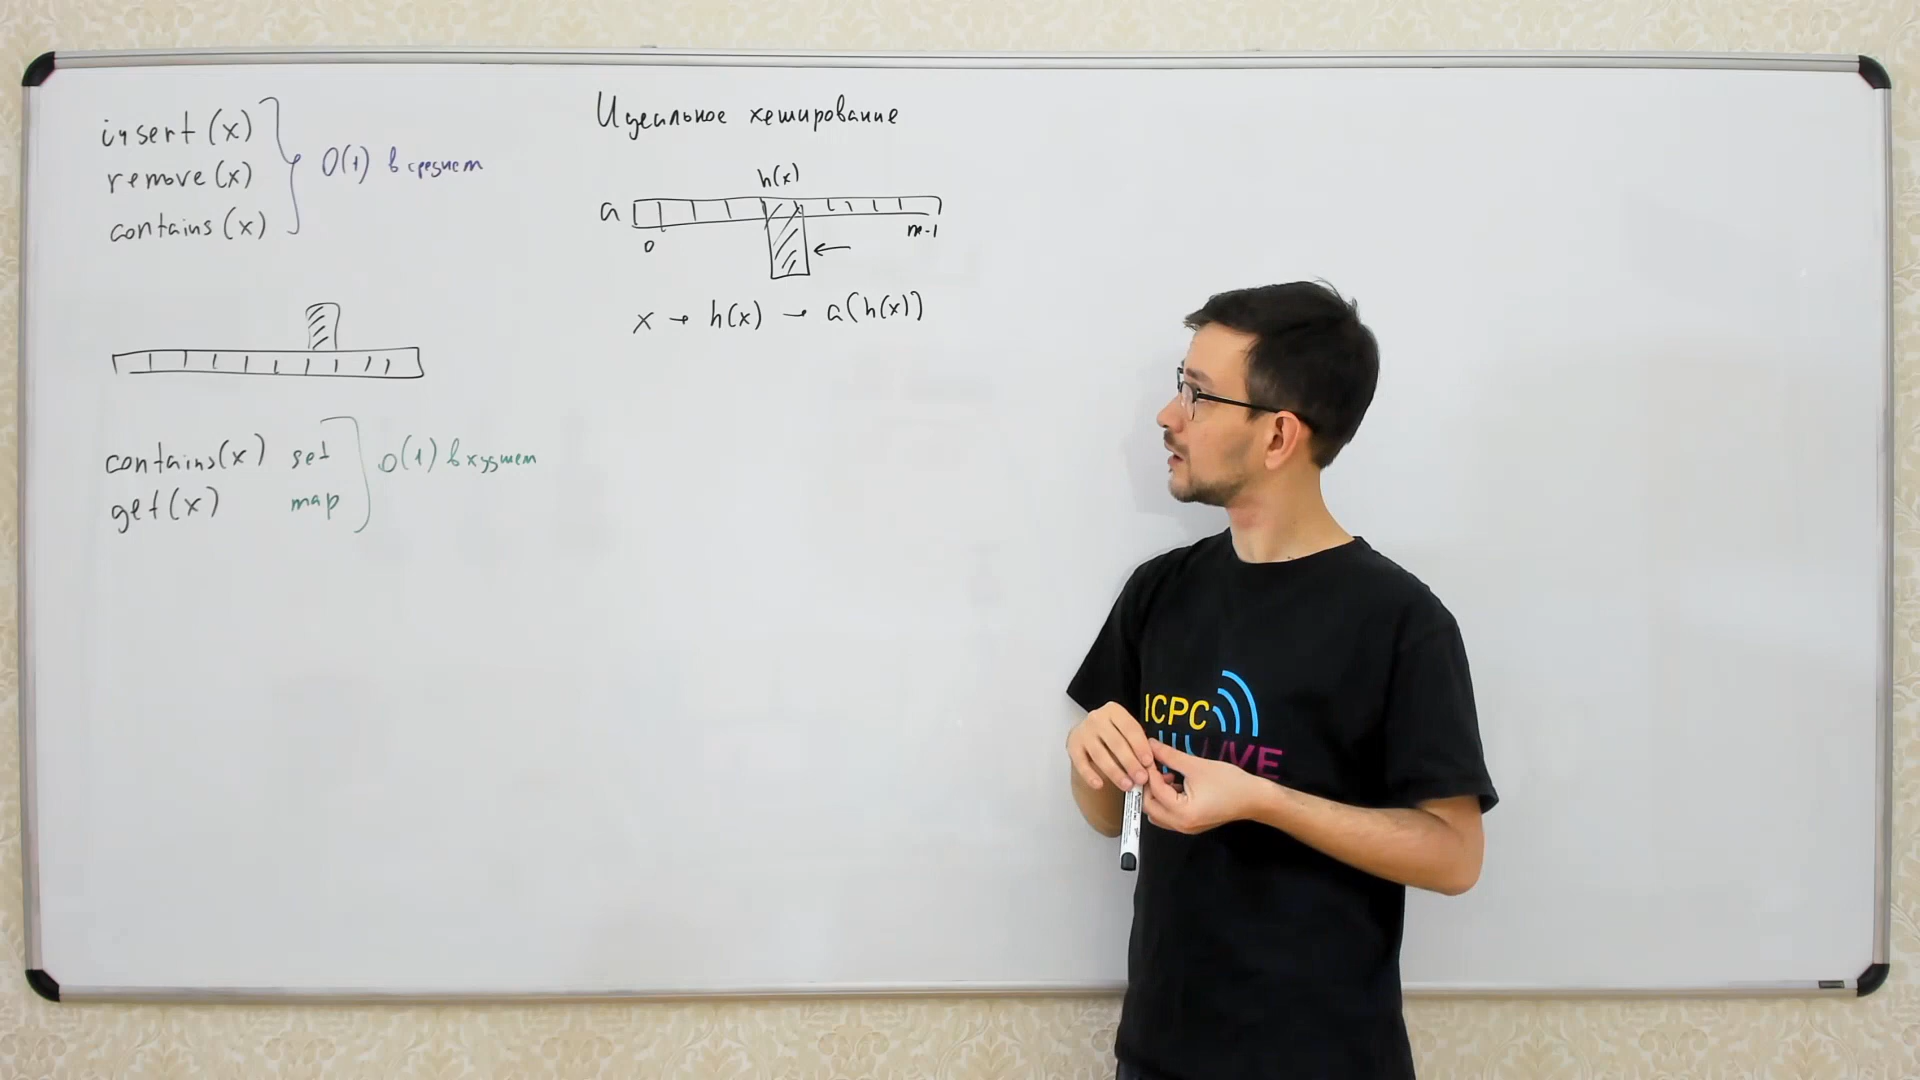 insert (x)
remove (x)
contains (x)
O(1) в среднем
contains(x) set
get(x) map
O(1) в худшем
Идеальное хеширование
h(x)
a
0
m-1
x → h(x) → a(h(x))
ICPC
LIVE